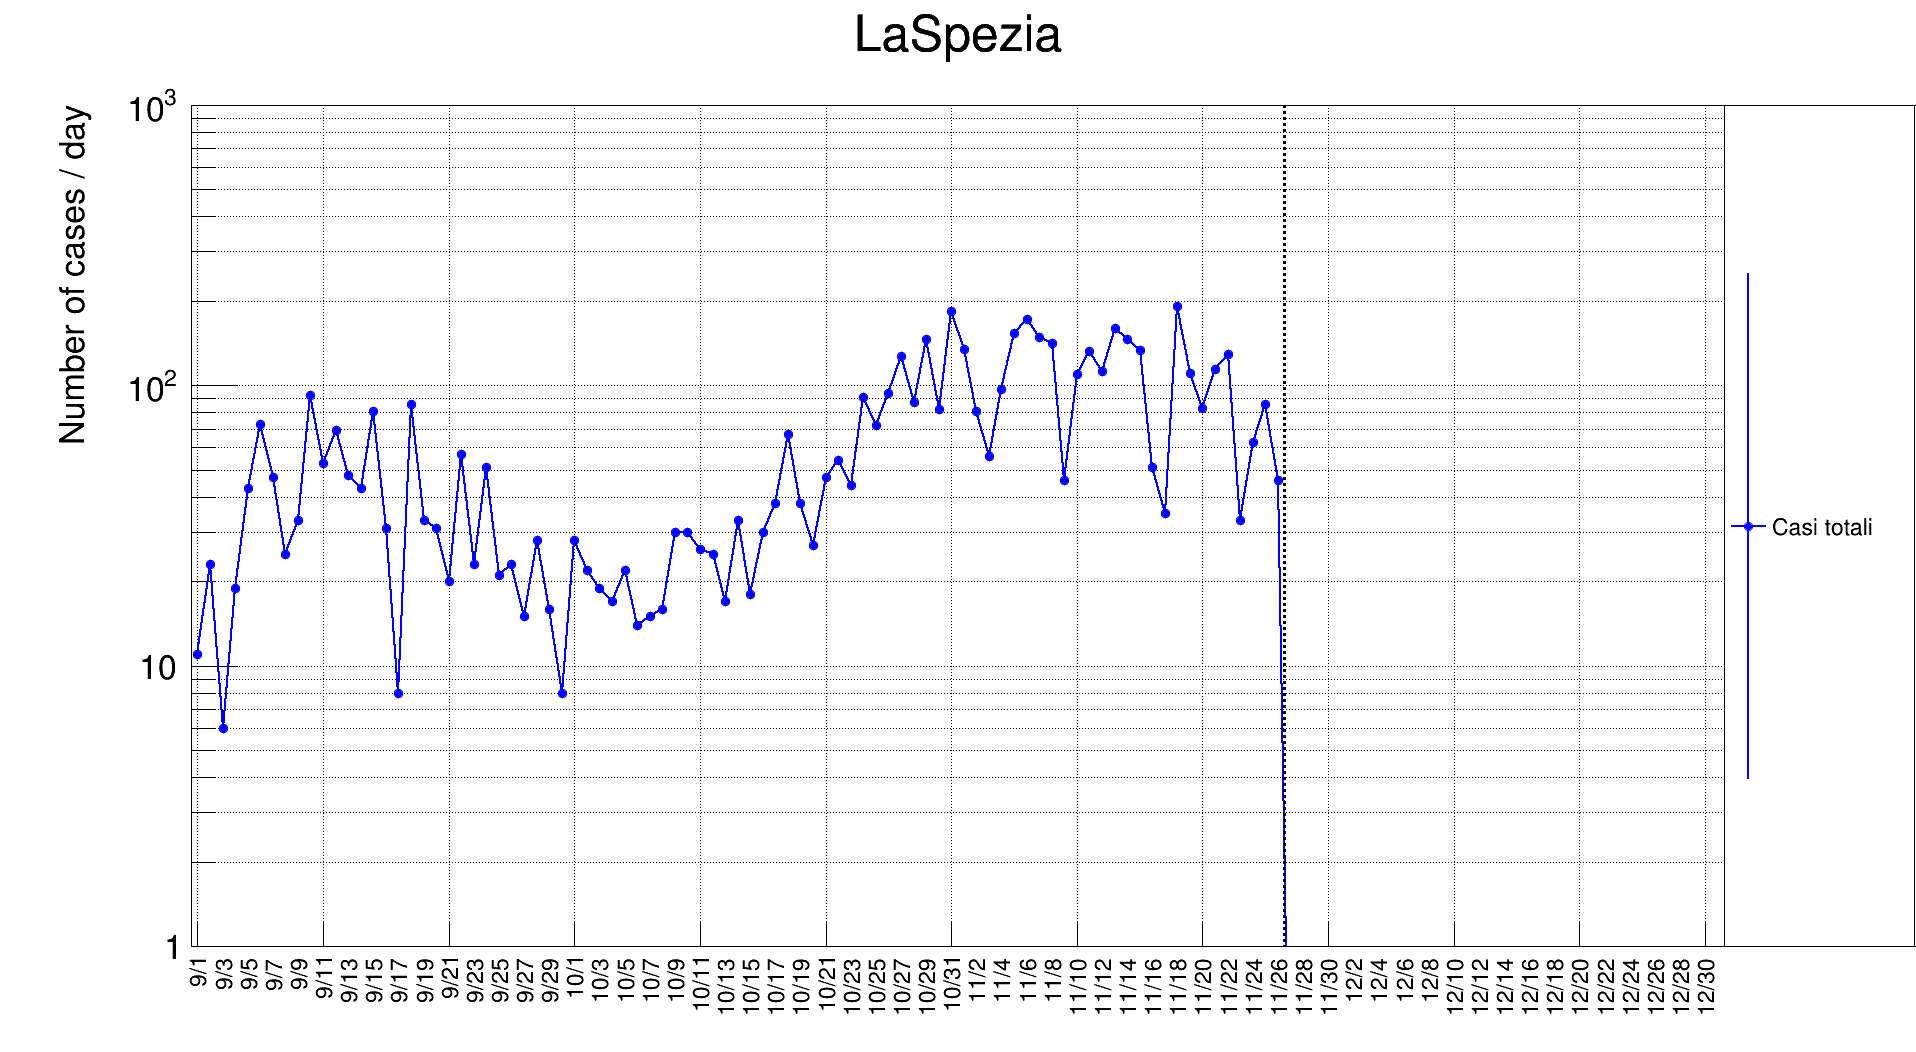 LaSpezia
Number of cases / day
10³
10²
10
1
9/1 9/3 9/5 9/7 9/9 9/11 9/13 9/15 9/17 9/19 9/21 9/23 9/25 9/27 9/29 10/1 10/3 10/5 10/7 10/9 10/11 10/13 10/15 10/17 10/19 10/21 10/23 10/25 10/27 10/29 10/31 11/2 11/4 11/6 11/8 11/10 11/12 11/14 11/16 11/18 11/20 11/22 11/24 11/26 11/28 11/30 12/2 12/4 12/6 12/8 12/10 12/12 12/14 12/16 12/18 12/20 12/22 12/24 12/26 12/28 12/30
Casi totali